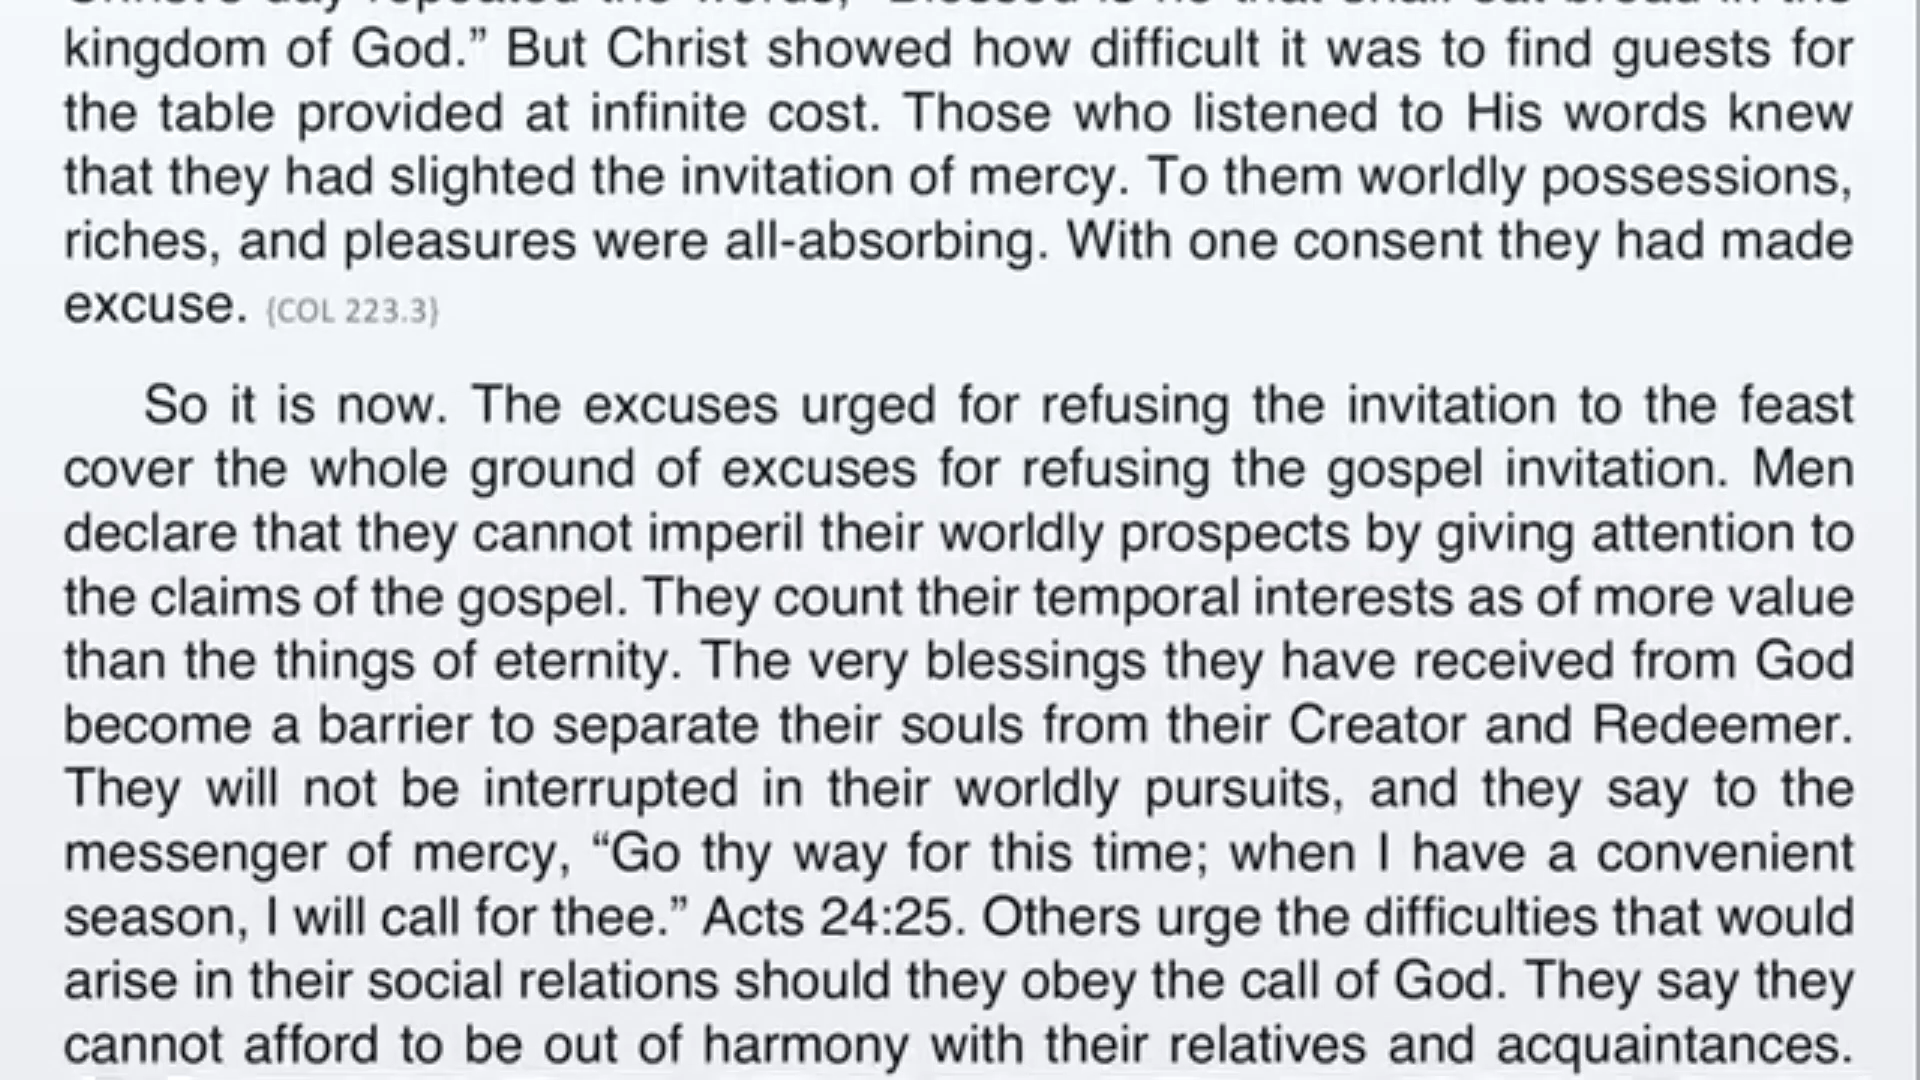 kingdom of God.” But Christ showed how difficult it was to find guests for
the table provided at infinite cost. Those who listened to His words knew
that they had slighted the invitation of mercy. To them worldly possessions,
riches, and pleasures were all-absorbing. With one consent they had made
excuse. {COL 223.3}
So it is now. The excuses urged for refusing the invitation to the feast
cover the whole ground of excuses for refusing the gospel invitation. Men
declare that they cannot imperil their worldly prospects by giving attention to
the claims of the gospel. They count their temporal interests as of more value
than the things of eternity. The very blessings they have received from God
become a barrier to separate their souls from their Creator and Redeemer.
They will not be interrupted in their worldly pursuits, and they say to the
messenger of mercy, “Go thy way for this time; when I have a convenient
season, I will call for thee.” Acts 24:25. Others urge the difficulties that would
arise in their social relations should they obey the call of God. They say they
cannot afford to be out of harmony with their relatives and acquaintances.